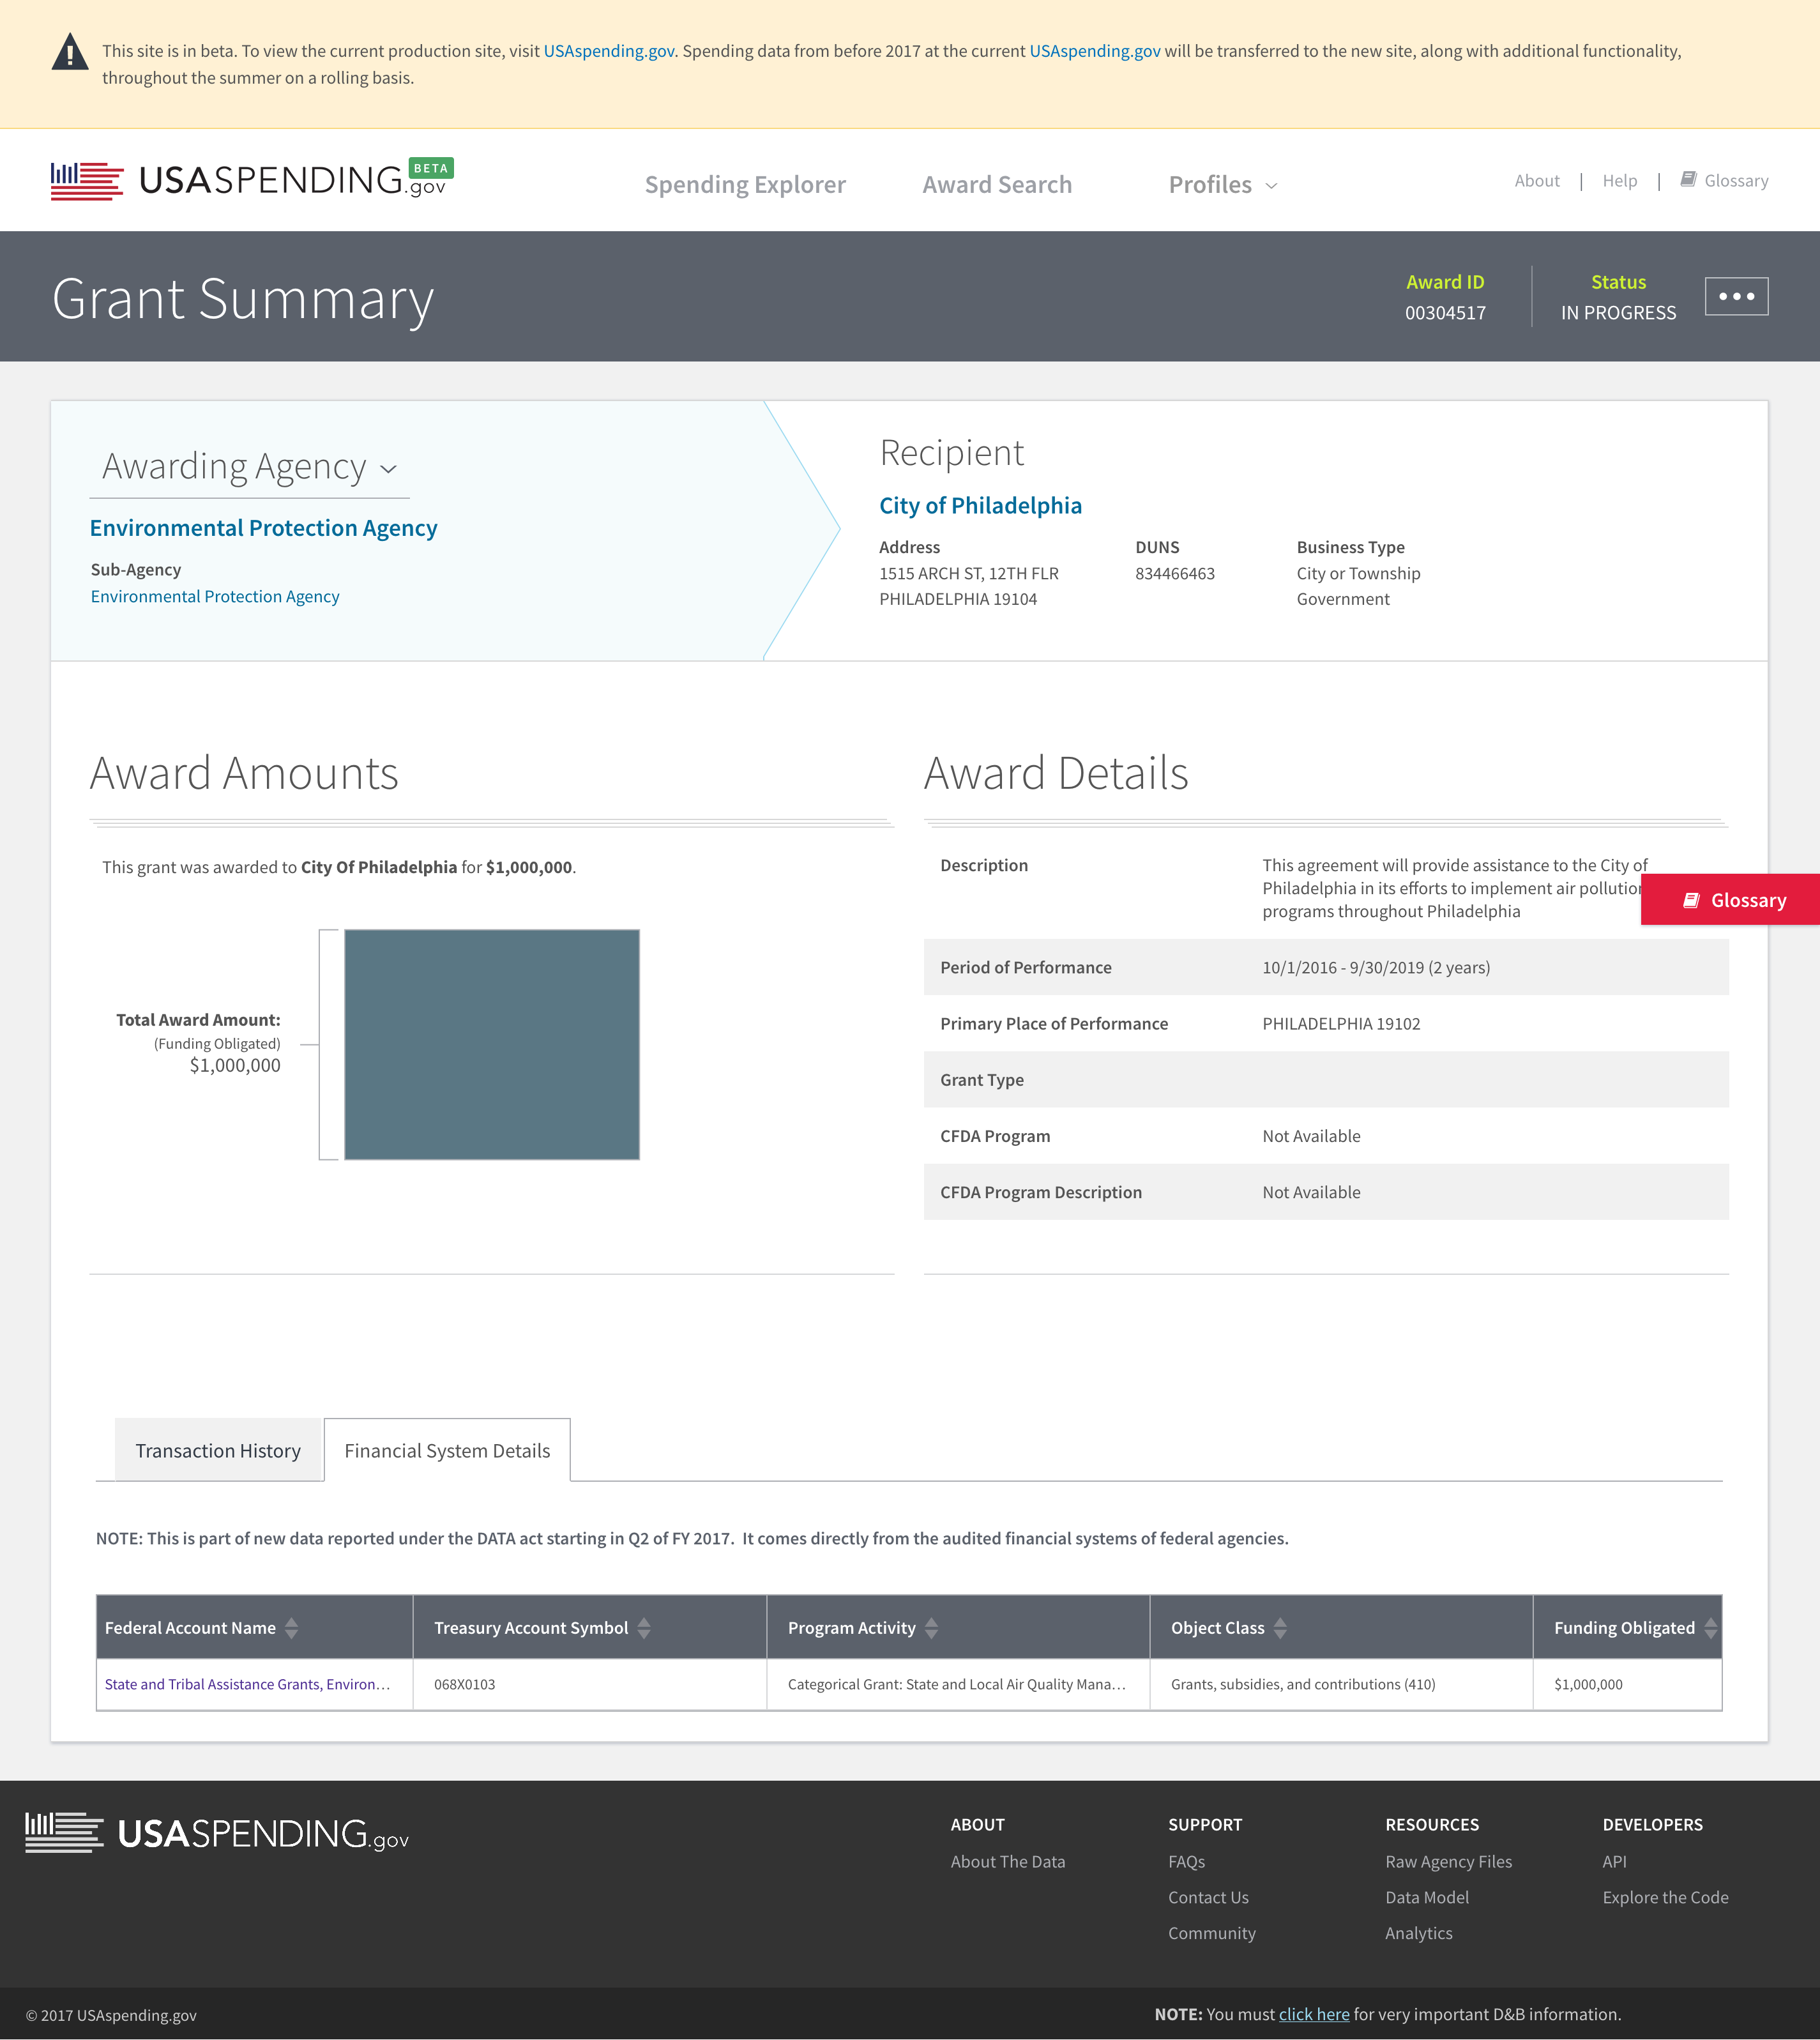 This site is in beta. To view the current production site, visit USAspending.gov. Spending data from before 2017 at the current USAspending.gov will be transferred to the new site, along with additional functionality,
throughout the summer on a rolling basis.
USASPENDING.gov BETA
Spending Explorer
Award Search
Profiles
About | Help | Glossary
Grant Summary
Award ID
00304517
Status
IN PROGRESS
Awarding Agency
Environmental Protection Agency
Sub-Agency
Environmental Protection Agency
Recipient
City of Philadelphia
Address
1515 ARCH ST, 12TH FLR
PHILADELPHIA 19104
DUNS
834466463
Business Type
City or Township
Government
Award Amounts
This grant was awarded to City Of Philadelphia for $1,000,000.
Total Award Amount:
(Funding Obligated)
$1,000,000
Award Details
Description
This agreement will provide assistance to the City of
Philadelphia in its efforts to implement air pollution
programs throughout Philadelphia
Glossary
Period of Performance
10/1/2016 - 9/30/2019 (2 years)
Primary Place of Performance
PHILADELPHIA 19102
Grant Type
CFDA Program
Not Available
CFDA Program Description
Not Available
Transaction History
Financial System Details
NOTE: This is part of new data reported under the DATA act starting in Q2 of FY 2017. It comes directly from the audited financial systems of federal agencies.
Federal Account Name
Treasury Account Symbol
Program Activity
Object Class
Funding Obligated
State and Tribal Assistance Grants, Environ...
068X0103
Categorical Grant: State and Local Air Quality Mana...
Grants, subsidies, and contributions (410)
$1,000,000
USASPENDING.gov
ABOUT
About The Data
SUPPORT
FAQs
Contact Us
Community
RESOURCES
Raw Agency Files
Data Model
Analytics
DEVELOPERS
API
Explore the Code
© 2017 USAspending.gov
NOTE: You must click here for very important D&B information.